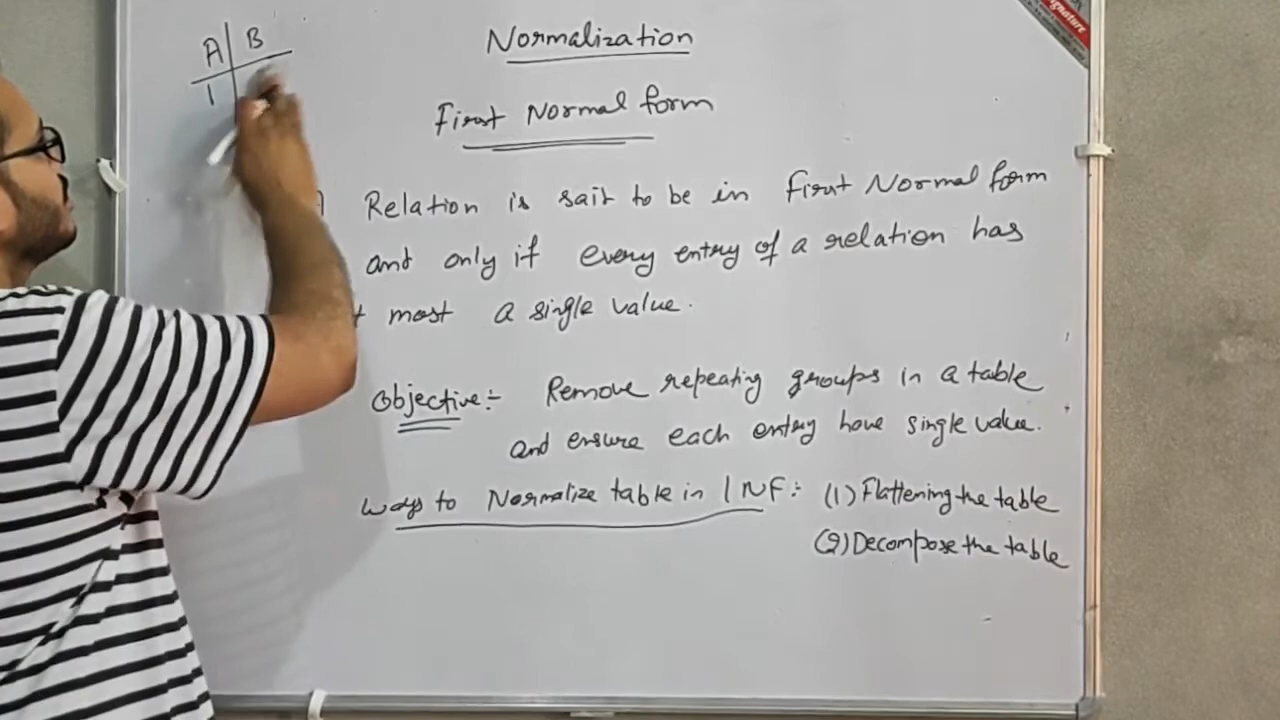 A B
1
Normalization
First Normal form
Relation is sait to be in First Normal form
and only if every entry of a relation has
most a single value.
Objective:- Remove repeating groups in a table
and ensure each entry have single value.
Ways to Normalize table in 1NF:- (1) Flattening the table
(2) Decompose the table